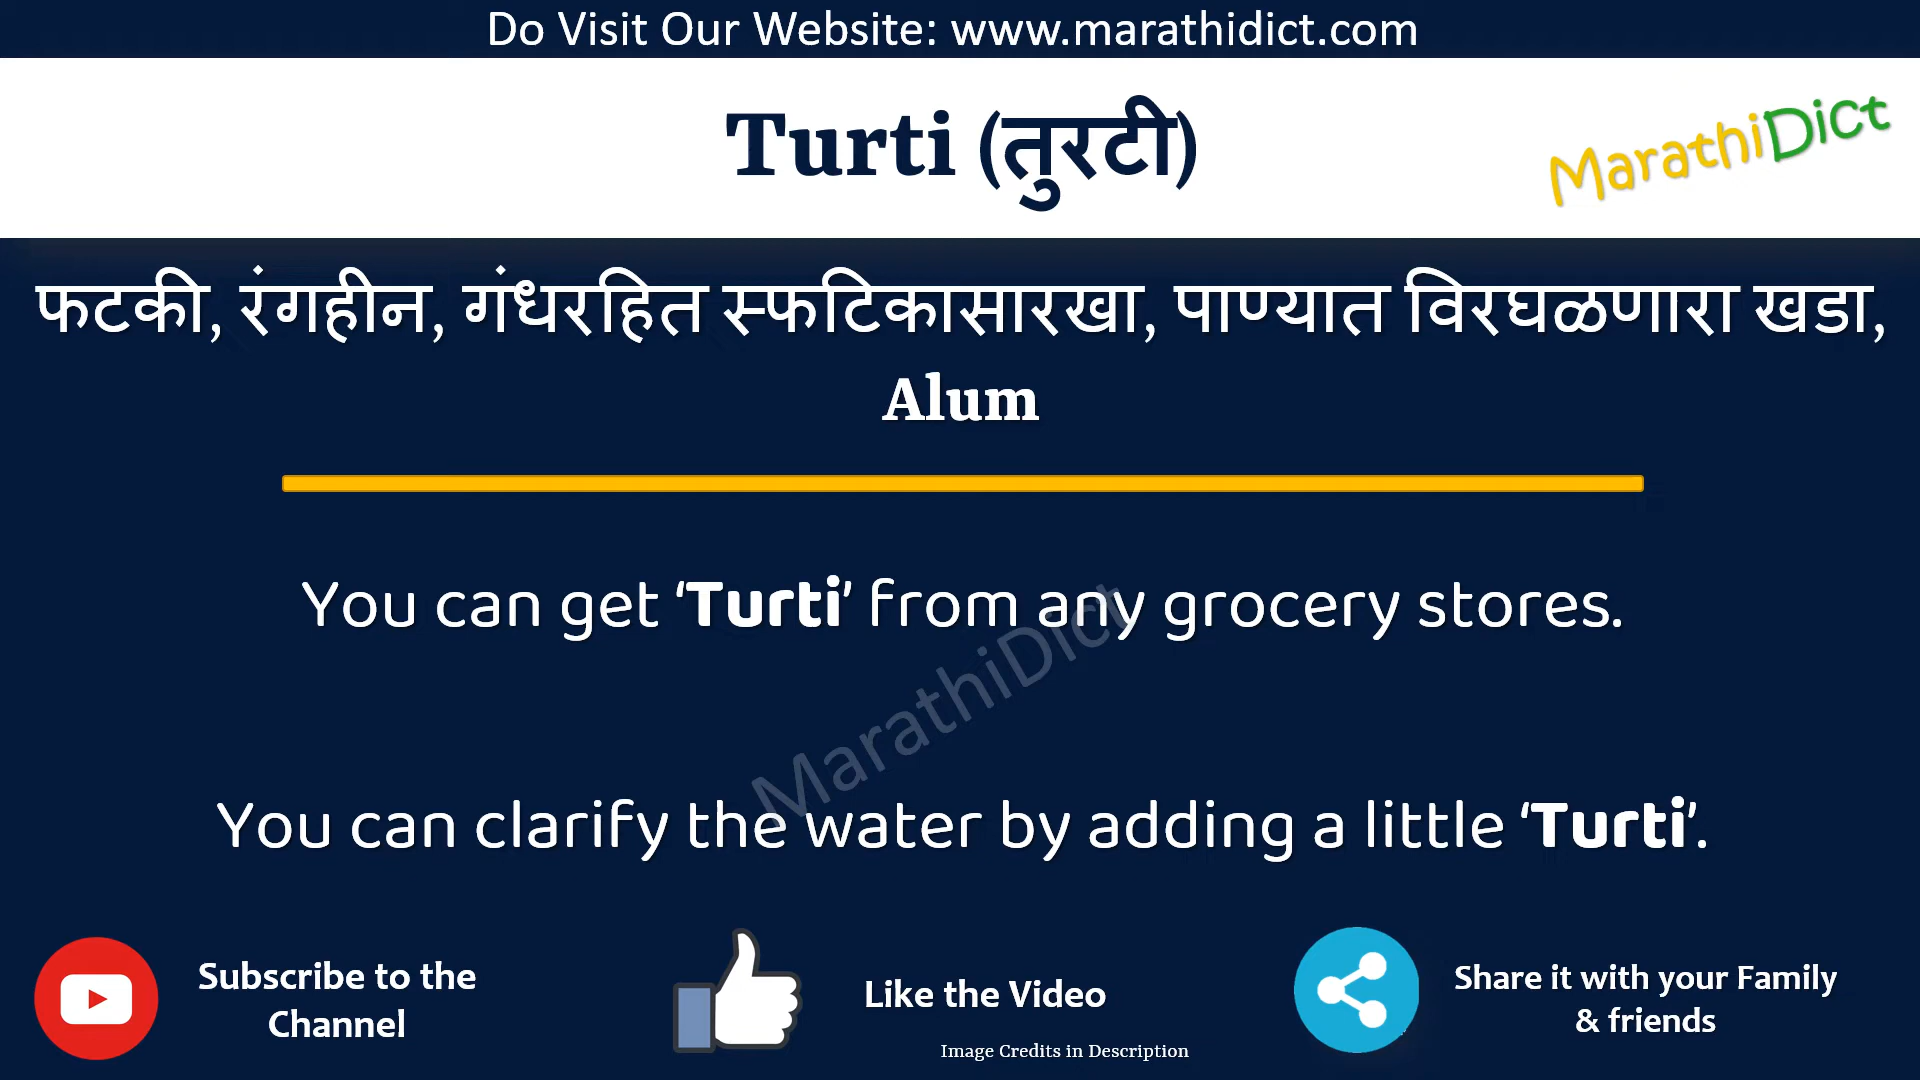 Do Visit Our Website: www.marathidict.com
Turti (तुरटी)
MarathiDict
फटकी, रंगहीन, गंधरहित स्फटिकासारखा, पाण्यात विरघळणारा खडा,
Alum
You can get ‘Turti’ from any grocery stores.
MarathiDict
You can clarify the water by adding a little ‘Turti’.
Subscribe to the
Channel
Like the Video
Share it with your Family
& friends
Image Credits in Description